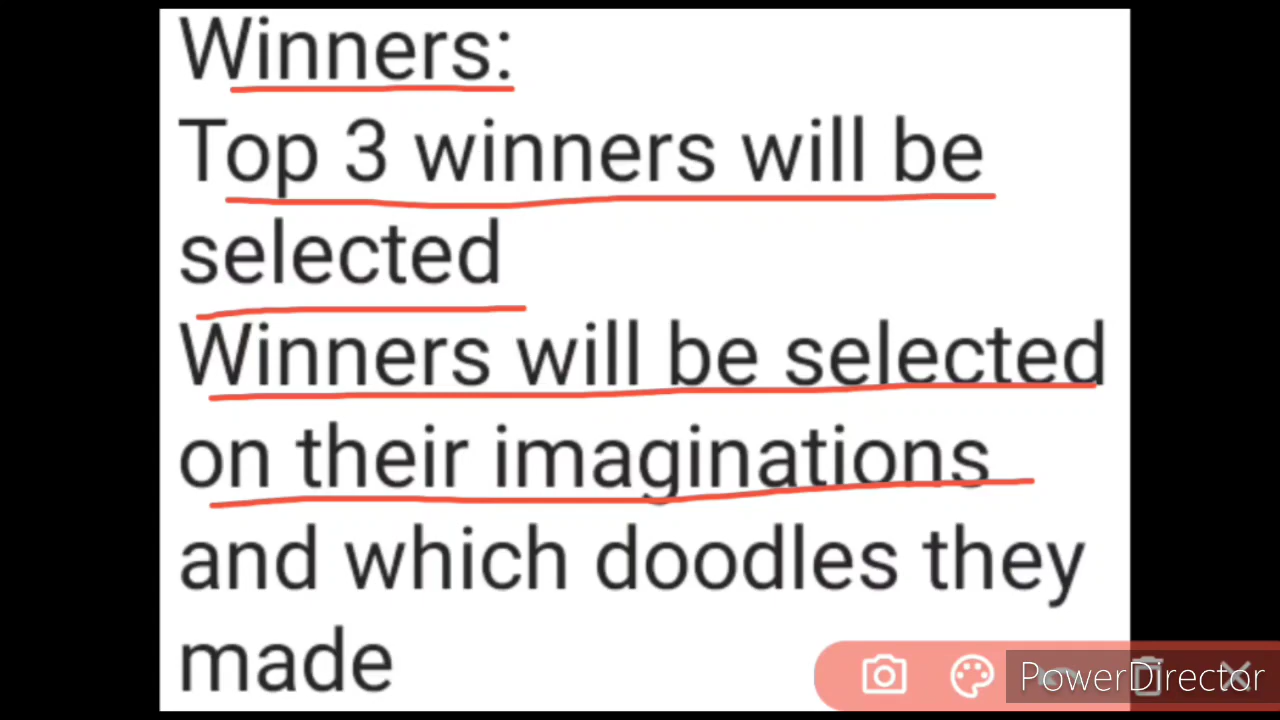 Winners:
Top 3 winners will be
selected
Winners will be selected
on their imaginations
and which doodles they
made
PowerDirector